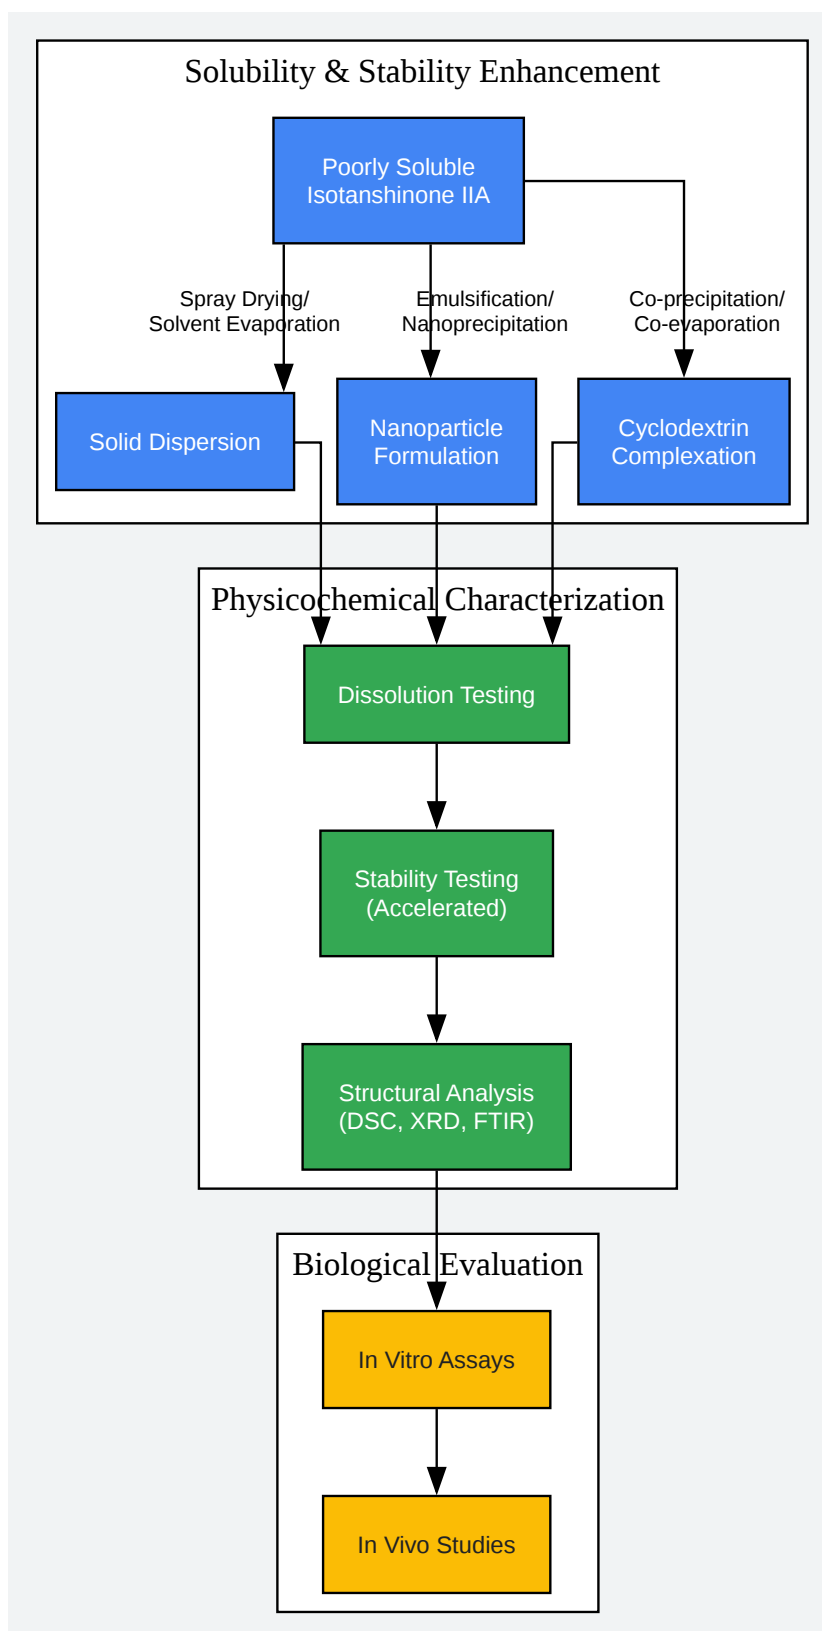 Solubility & Stability Enhancement
Poorly Soluble
Isotanshinone IIA
Spray Drying/
Solvent Evaporation
Emulsification/
Nanoprecipitation
Co-precipitation/
Co-evaporation
Solid Dispersion
Nanoparticle
Formulation
Cyclodextrin
Complexation
Physicochemical Characterization
Dissolution Testing
Stability Testing
(Accelerated)
Structural Analysis
(DSC, XRD, FTIR)
Biological Evaluation
In Vitro Assays
In Vivo Studies